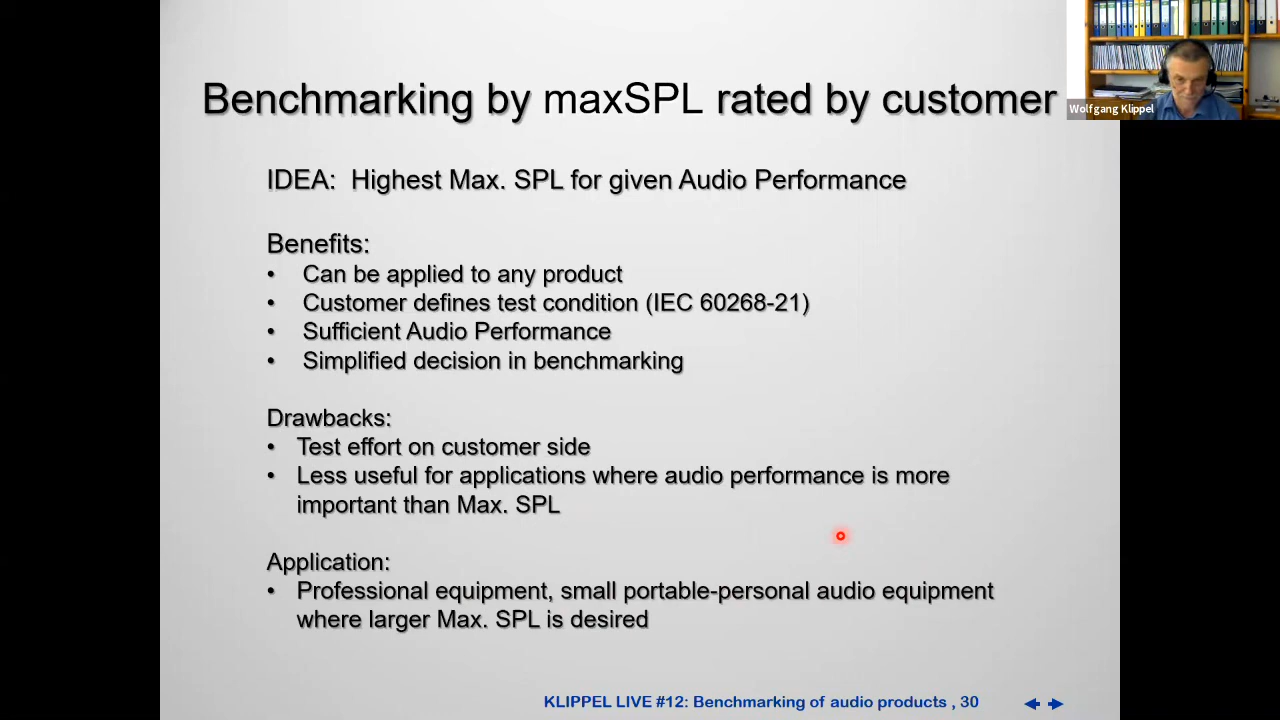 Benchmarking by maxSPL rated by customer
Wolfgang Klippel
IDEA: Highest Max. SPL for given Audio Performance
Benefits:
• Can be applied to any product
• Customer defines test condition (IEC 60268-21)
• Sufficient Audio Performance
• Simplified decision in benchmarking
Drawbacks:
• Test effort on customer side
• Less useful for applications where audio performance is more
important than Max. SPL
Application:
• Professional equipment, small portable-personal audio equipment
where larger Max. SPL is desired
KLIPPEL LIVE #12: Benchmarking of audio products , 30